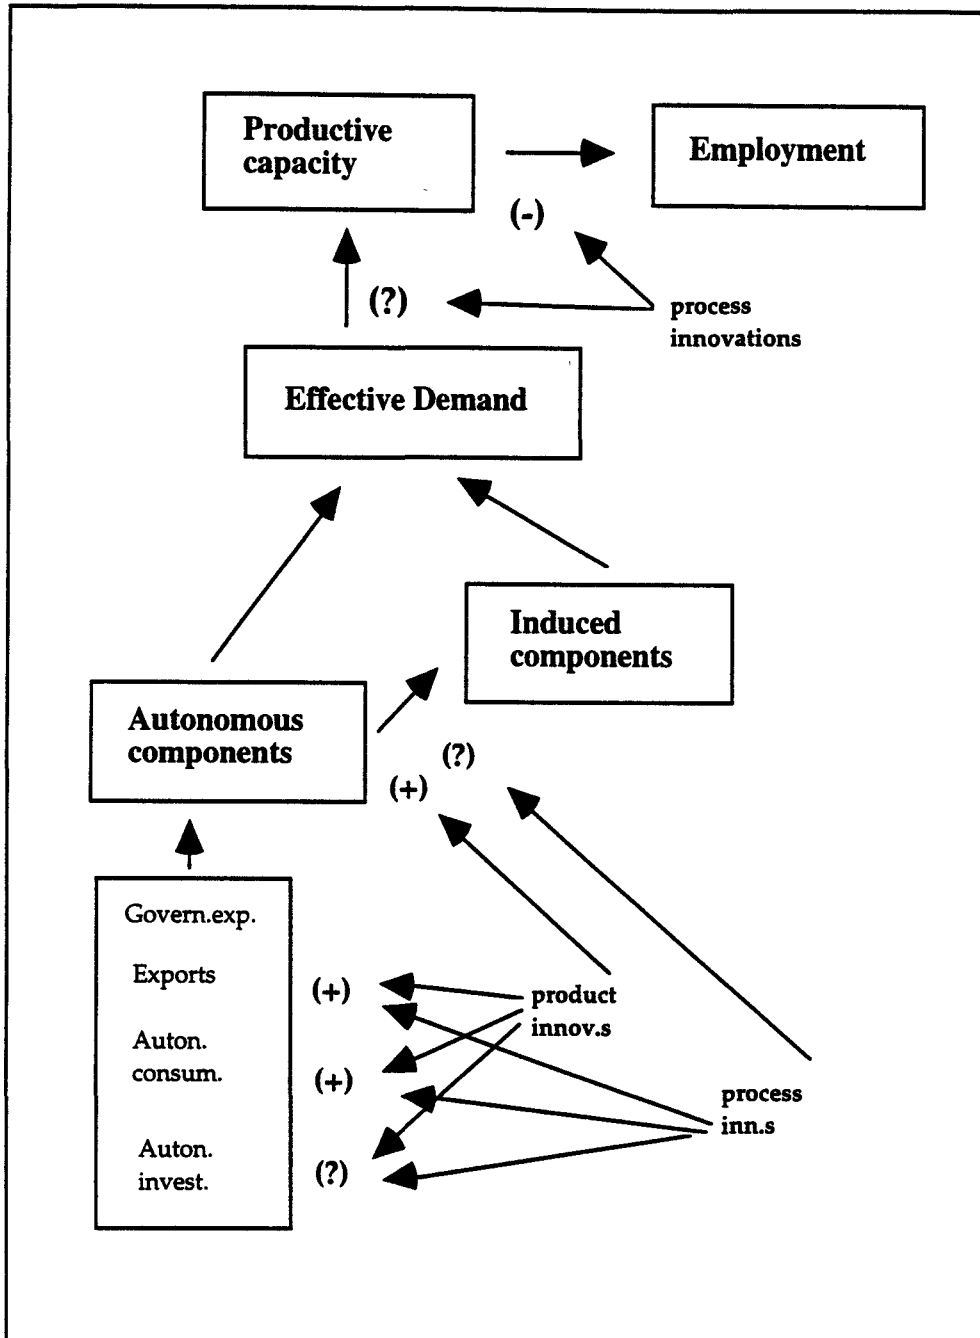 Productive
capacity
Employment
(-)
(?)
process
innovations
Effective Demand
Induced
components
Autonomous
components
(?)
(+)
Govern.exp.
Exports
(+)
product
innov.s
Auton.
consum.
(+)
process
inn.s
Auton.
invest.
(?)